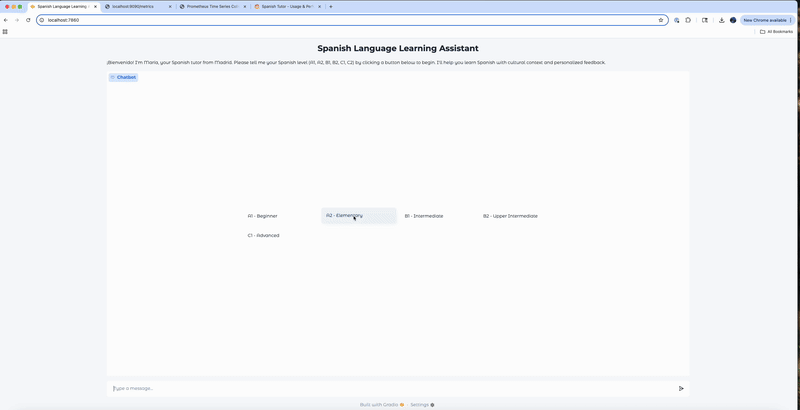 Spanish Language Learning
localhost:8080/metrics
Prometheus Time Series Col
Spanish Tutor - Usage & Pe
localhost:7860
New Chrome available
All Bookmarks
Spanish Language Learning Assistant
¡Bienvenido! I'm María, your Spanish tutor from Madrid. Please tell me your Spanish level (A1, A2, B1, B2, C1, C2) by clicking a button below to begin. I'll help you learn Spanish with cultural context and personalized feedback.
Chatbot
A1 - Beginner
A2 - Elementary
B1 - Intermediate
B2 - Upper Intermediate
C1 - Advanced
Type a message...
Built with Gradio
·
Settings